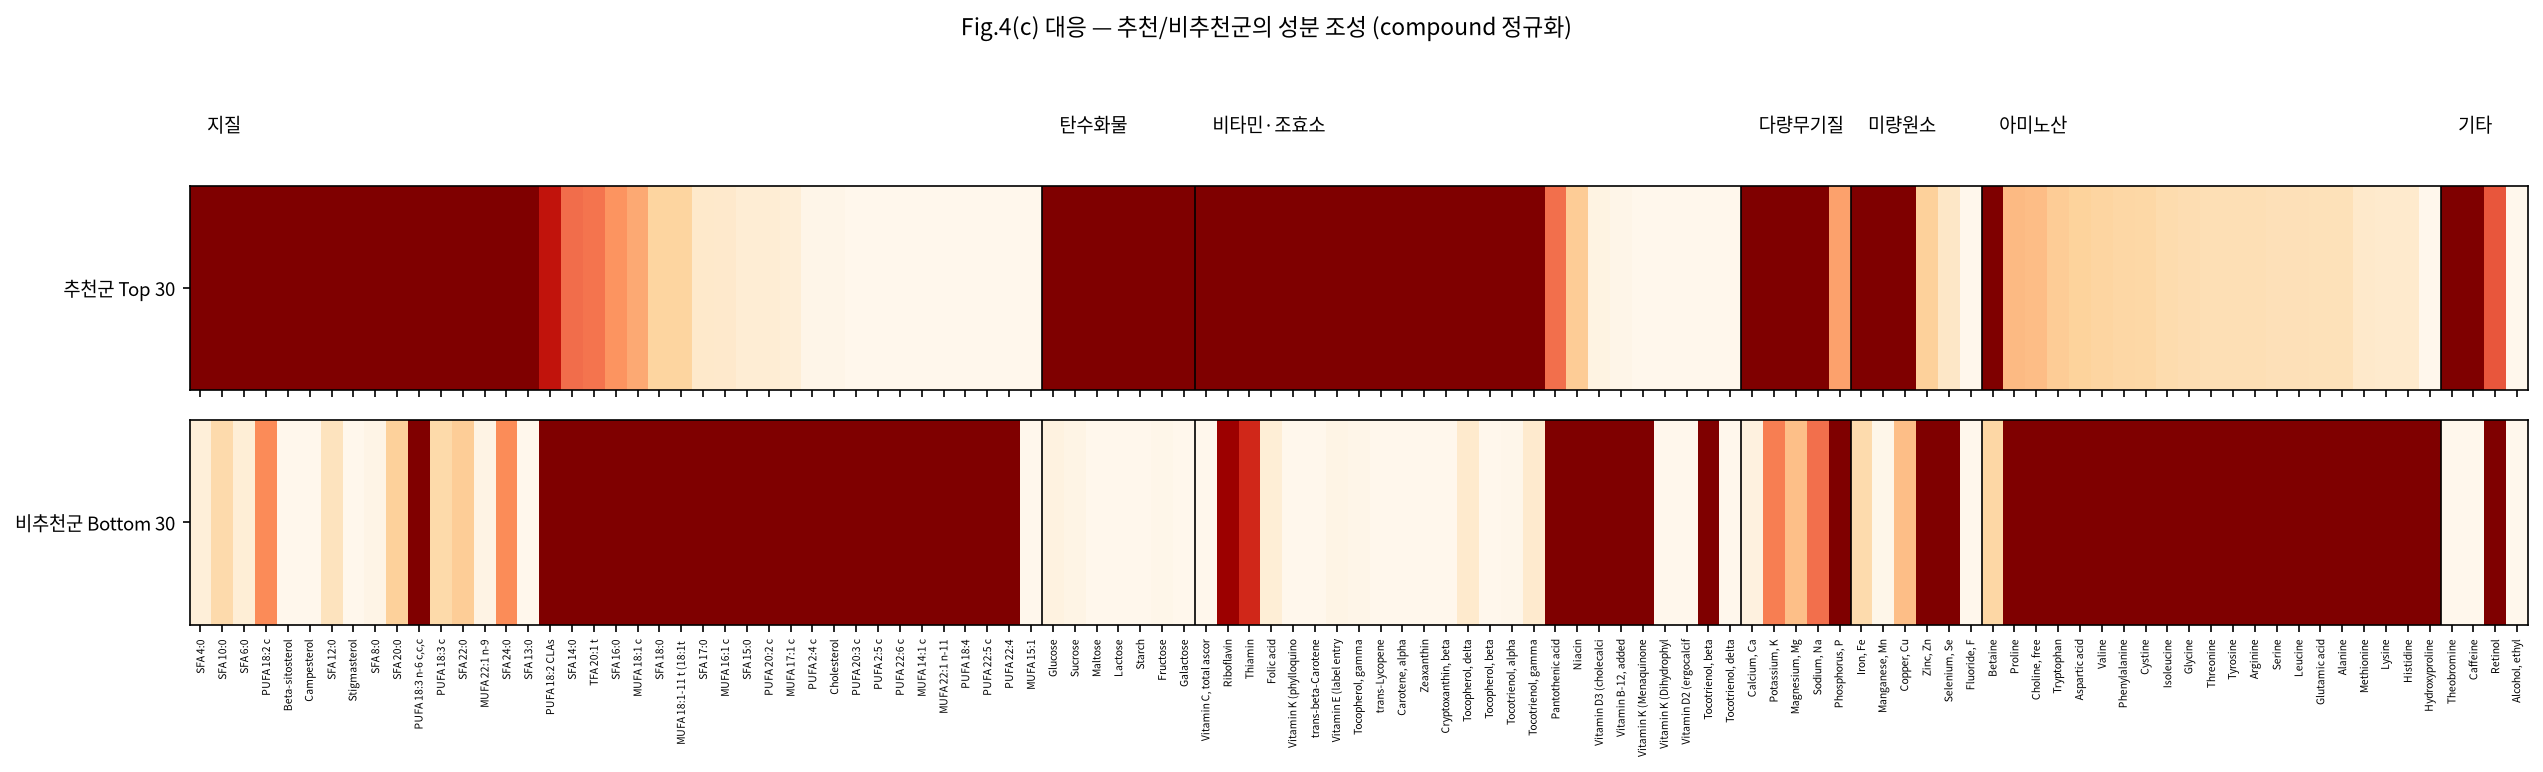 Fig.4(c) 대응 — 추천/비추천군의 성분 조성 (compound 정규화)
지질
탄수화물
비타민·조효소
다량무기질
미량원소
아미노산
기타
추천군 Top 30
비추천군 Bottom 30
SFA 4:0
SFA 10:0
SFA 6:0
PUFA 18:2 c
Beta-sitosterol
Campesterol
SFA 12:0
Stigmasterol
SFA 8:0
SFA 20:0
PUFA 18:3 n-6 c,c,c
PUFA 18:3 c
SFA 22:0
MUFA 22:1 n-9
SFA 24:0
SFA 13:0
PUFA 18:2 CLAs
SFA 14:0
TFA 20:1 t
SFA 16:0
MUFA 18:1 c
SFA 18:0
MUFA 18:1-11 t (18:1t
SFA 17:0
MUFA 16:1 c
SFA 15:0
PUFA 20:2 c
MUFA 17:1 c
PUFA 2:4 c
Cholesterol
PUFA 20:3 c
PUFA 2:5 c
PUFA 22:6 c
MUFA 14:1 c
MUFA 22:1 n-11
PUFA 18:4
PUFA 22:5 c
PUFA 22:4
MUFA 15:1
Glucose
Sucrose
Maltose
Lactose
Starch
Fructose
Galactose
Vitamin C, total ascor
Riboflavin
Thiamin
Folic acid
Vitamin K (phylloquino
trans-beta-Carotene
Vitamin E (label entry
Tocopherol, gamma
trans-Lycopene
Carotene, alpha
Zeaxanthin
Cryptoxanthin, beta
Tocopherol, delta
Tocopherol, beta
Tocotrienol, alpha
Tocotrienol, gamma
Pantothenic acid
Niacin
Vitamin D3 (cholecalci
Vitamin B-12, added
Vitamin K (Menaquinone
Vitamin K (Dihydrophyl
Vitamin D2 (ergocalcif
Tocotrienol, beta
Tocotrienol, delta
Calcium, Ca
Potassium, K
Magnesium, Mg
Sodium, Na
Phosphorus, P
Iron, Fe
Manganese, Mn
Copper, Cu
Zinc, Zn
Selenium, Se
Fluoride, F
Betaine
Proline
Choline, free
Tryptophan
Aspartic acid
Valine
Phenylalanine
Cystine
Isoleucine
Glycine
Threonine
Tyrosine
Arginine
Serine
Leucine
Glutamic acid
Alanine
Methionine
Lysine
Histidine
Hydroxyproline
Theobromine
Caffeine
Retinol
Alcohol, ethyl